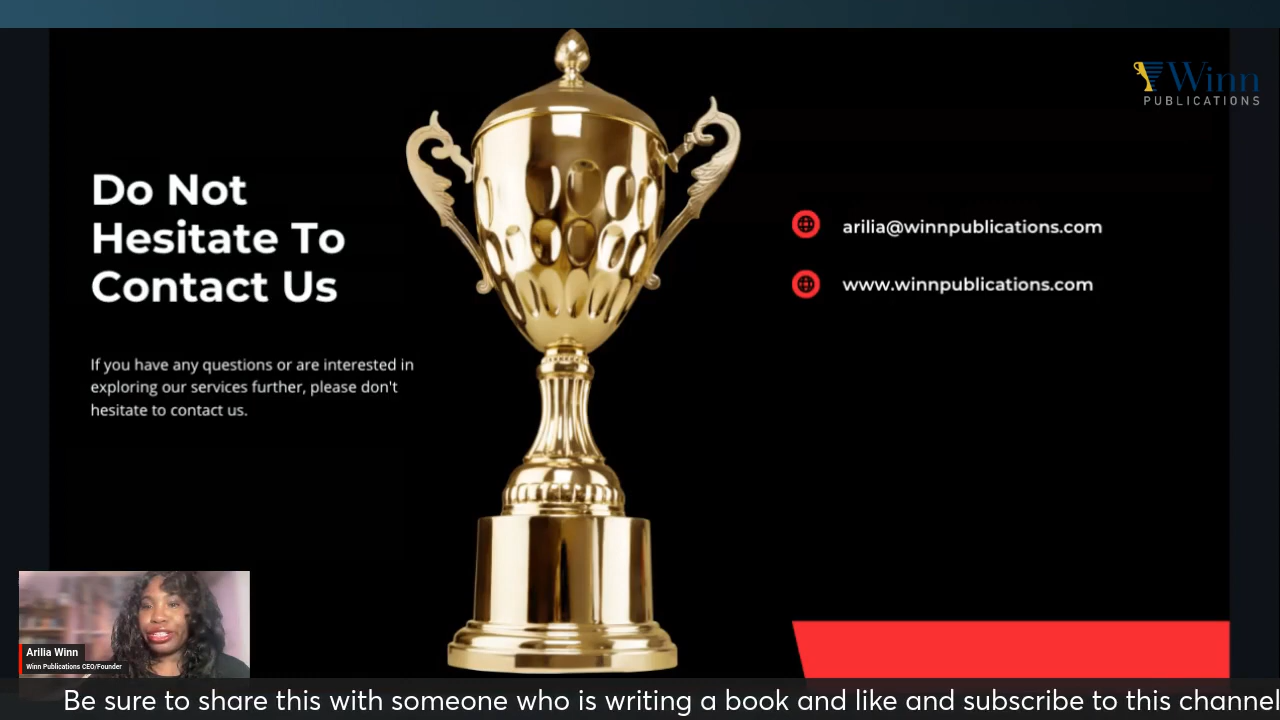 Winn
PUBLICATIONS
Do Not
Hesitate To
Contact Us
If you have any questions or are interested in
exploring our services further, please don't
hesitate to contact us.
arilia@winnpublications.com
www.winnpublications.com
Arilia Winn
Winn Publications CEO/Founder
Be sure to share this with someone who is writing a book and like and subscribe to this channel